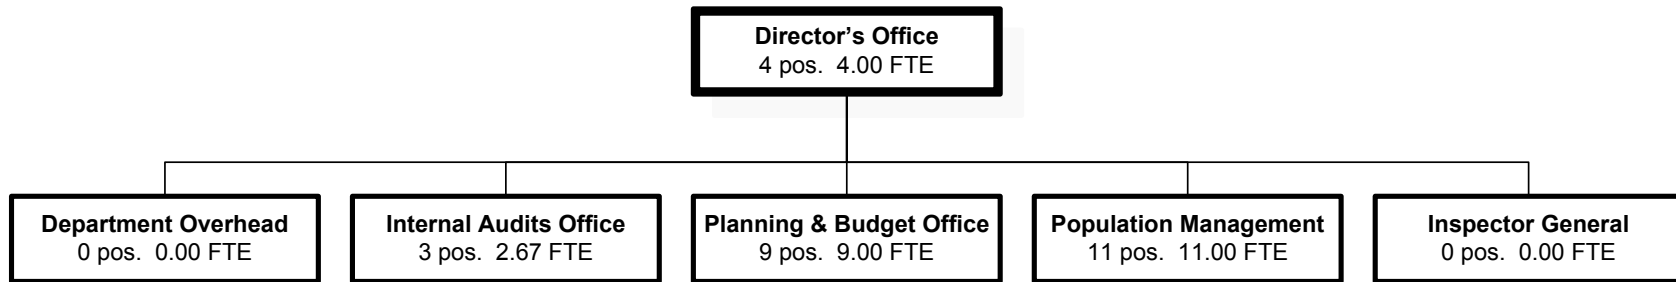 Director’s Office
4 pos.  4.00 FTE
Department Overhead
0 pos.  0.00 FTE
Internal Audits Office
3 pos.  2.67 FTE
Planning & Budget Office
9 pos.  9.00 FTE
Population Management
11 pos.  11.00 FTE
Inspector General
0 pos.  0.00 FTE